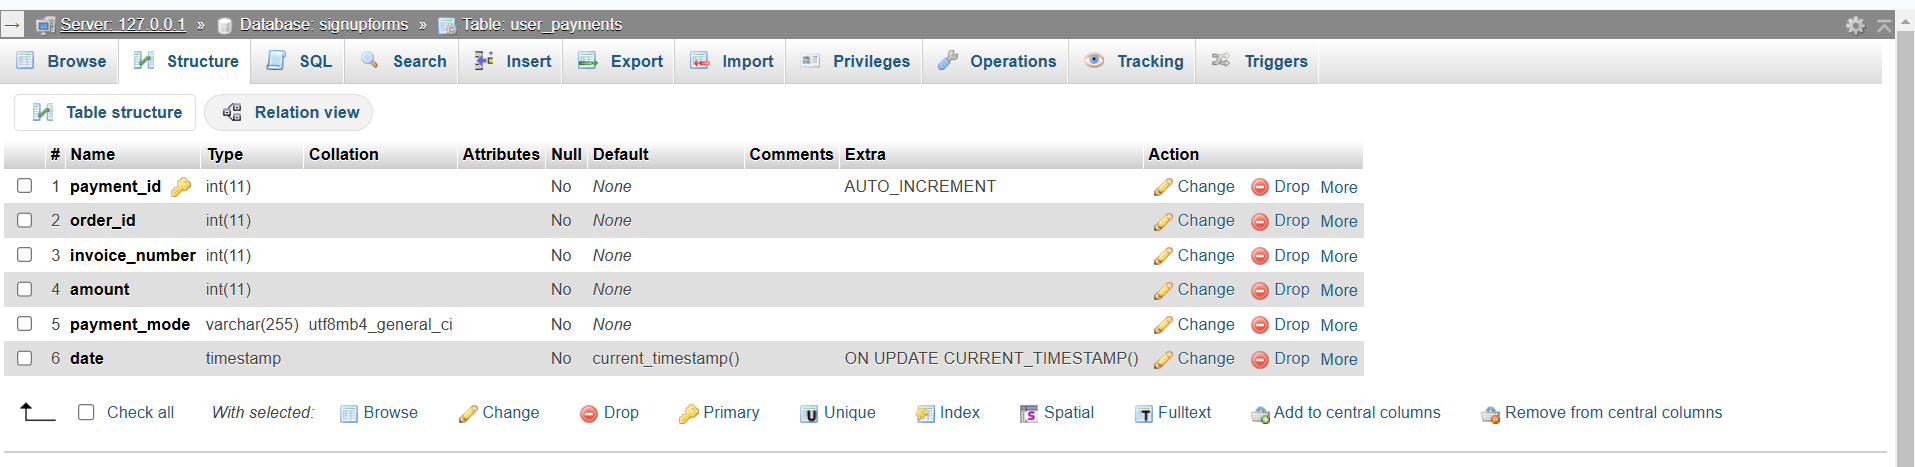 → Server: 127.0.0.1 » Database: signupforms » Table: user_payments
Browse Structure SQL Search Insert Export Import Privileges Operations Tracking Triggers
Table structure Relation view
# Name Type Collation Attributes Null Default Comments Extra Action
1 payment_id int(11) No None AUTO_INCREMENT Change Drop More
2 order_id int(11) No None Change Drop More
3 invoice_number int(11) No None Change Drop More
4 amount int(11) No None Change Drop More
5 payment_mode varchar(255) utf8mb4_general_ci No None Change Drop More
6 date timestamp No current_timestamp() ON UPDATE CURRENT_TIMESTAMP() Change Drop More
Check all With selected: Browse Change Drop Primary Unique Index Spatial Fulltext Add to central columns Remove from central columns